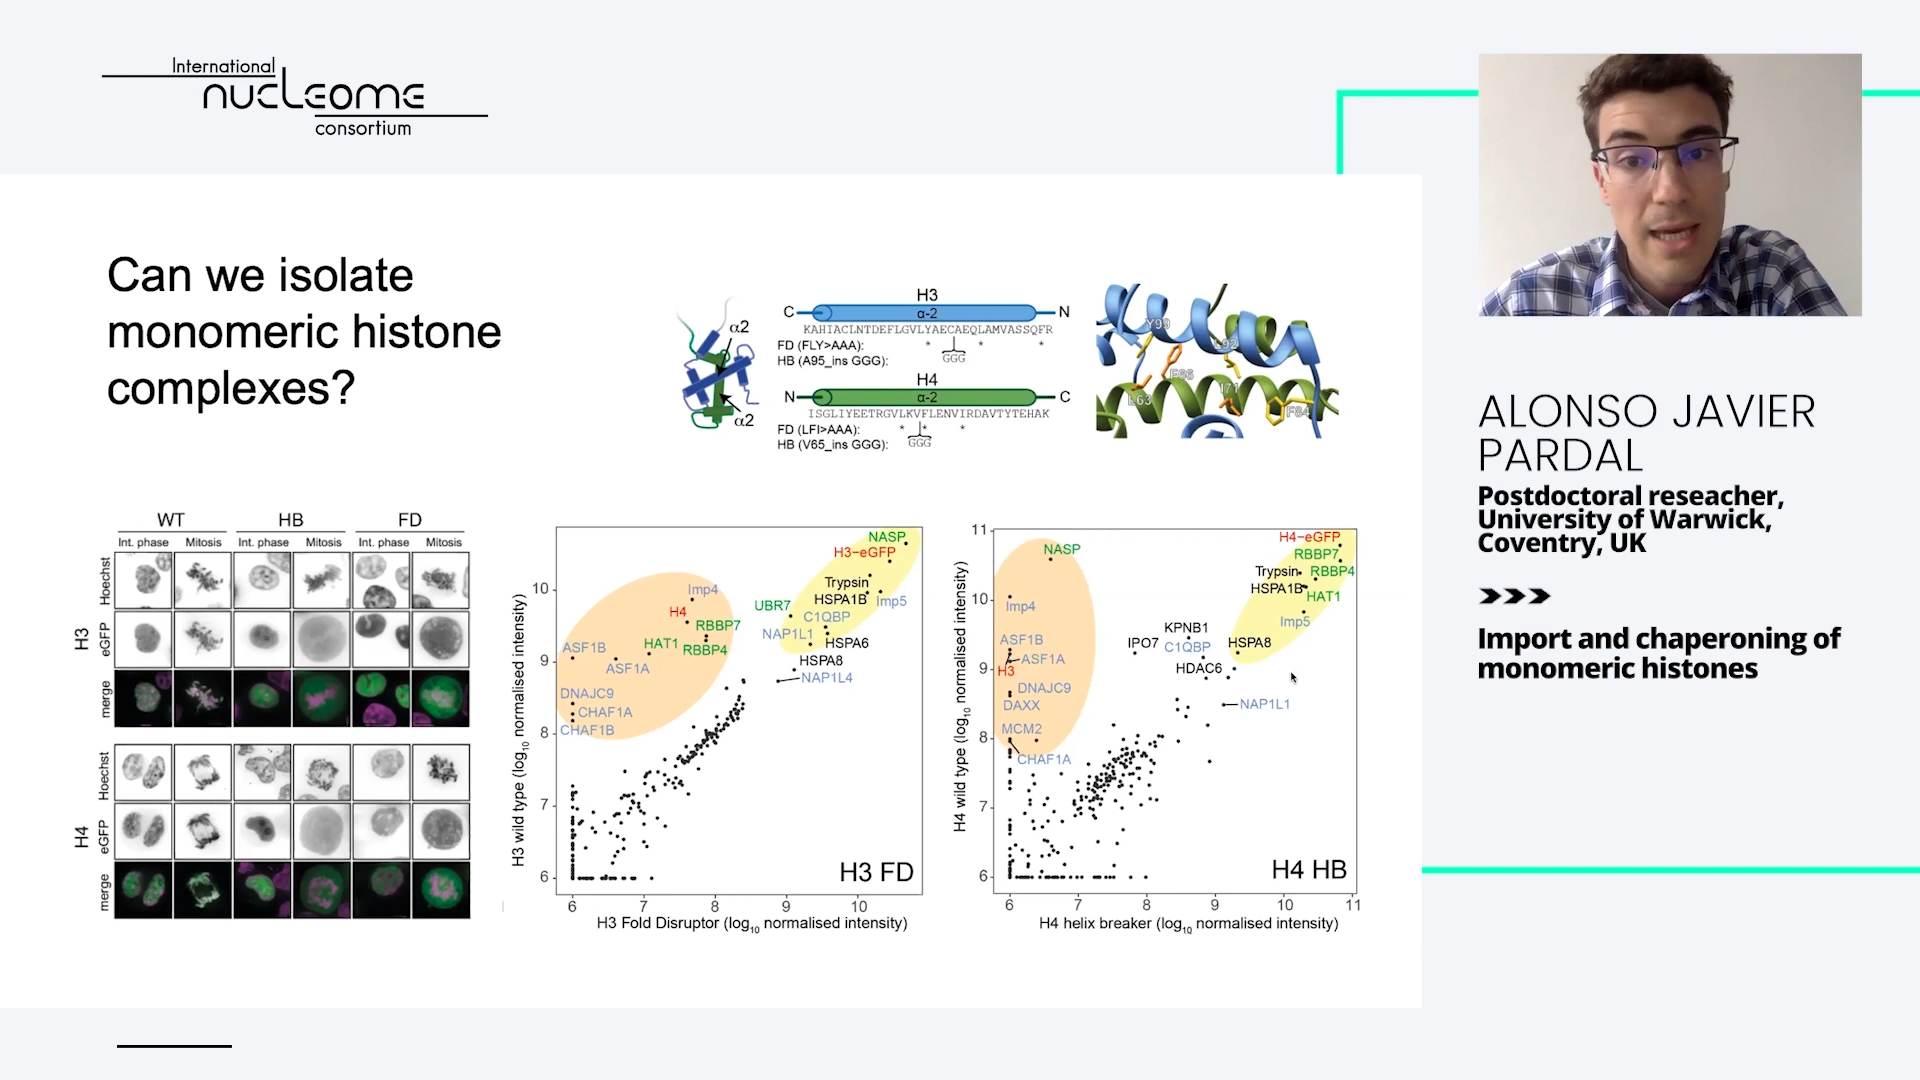 International
nucleome
consortium
Can we isolate
monomeric histone
complexes?
α2
α2
H3
C
α-2
N
KAHIACLNTDEFLGVLYAECAEQLAMVASSQFR
FD (FLY>AAA): * * *
HB (A95_ins GGG): GGG
H4
N
α-2
C
ISGLIYEETRGVLKVFLENVIRDAVTYTEHAK
FD (LFI>AAA): * * *
HB (V65_ins GGG): GGG
Y99
L92
F66
I71
L63
F84
WT HB FD
Int. phase Mitosis Int. phase Mitosis Int. phase Mitosis
Hoechst
H3
eGFP
merge
Hoechst
H4
eGFP
merge
H3 wild type (log10 normalised intensity)
10
9
8
7
6
NASP
H3-eGFP
Imp4
Trypsin
HSPA1B
Imp5
H4
UBR7
C1QBP
RBBP7
NAP1L1
HAT1
RBBP4
HSPA6
ASF1B
ASF1A
HSPA8
NAP1L4
DNAJC9
CHAF1A
CHAF1B
H3 FD
6 7 8 9 10
H3 Fold Disruptor (log10 normalised intensity)
H4 wild type (log10 normalised intensity)
11
10
9
8
7
6
H4-eGFP
NASP
RBBP7
Trypsin
RBBP4
HSPA1B
HAT1
Imp4
Imp5
KPNB1
ASF1B
IPO7
C1QBP
HSPA8
ASF1A
H3
HDAC6
DNAJC9
DAXX
NAP1L1
MCM2
CHAF1A
H4 HB
6 7 8 9 10 11
H4 helix breaker (log10 normalised intensity)
ALONSO JAVIER
PARDAL
Postdoctoral reseacher,
University of Warwick,
Coventry, UK
Import and chaperoning of
monomeric histones